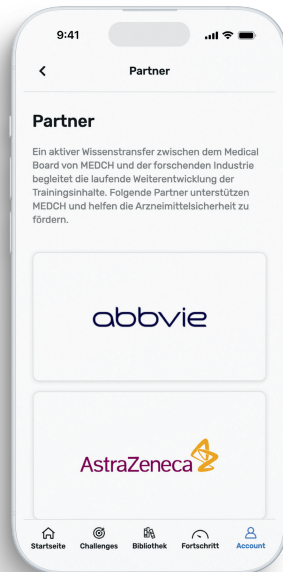 9:41
Partner
Partner
Ein aktiver Wissenstransfer zwischen dem Medical
Board von MEDCH und der forschenden Industrie
begleitet die laufende Weiterentwicklung der
Trainingsinhalte. Folgende Partner unterstützen
MEDCH und helfen die Arzneimittelsicherheit zu
fördern.
abbvie
AstraZeneca
Startseite Challenges Bibliothek Fortschritt Account